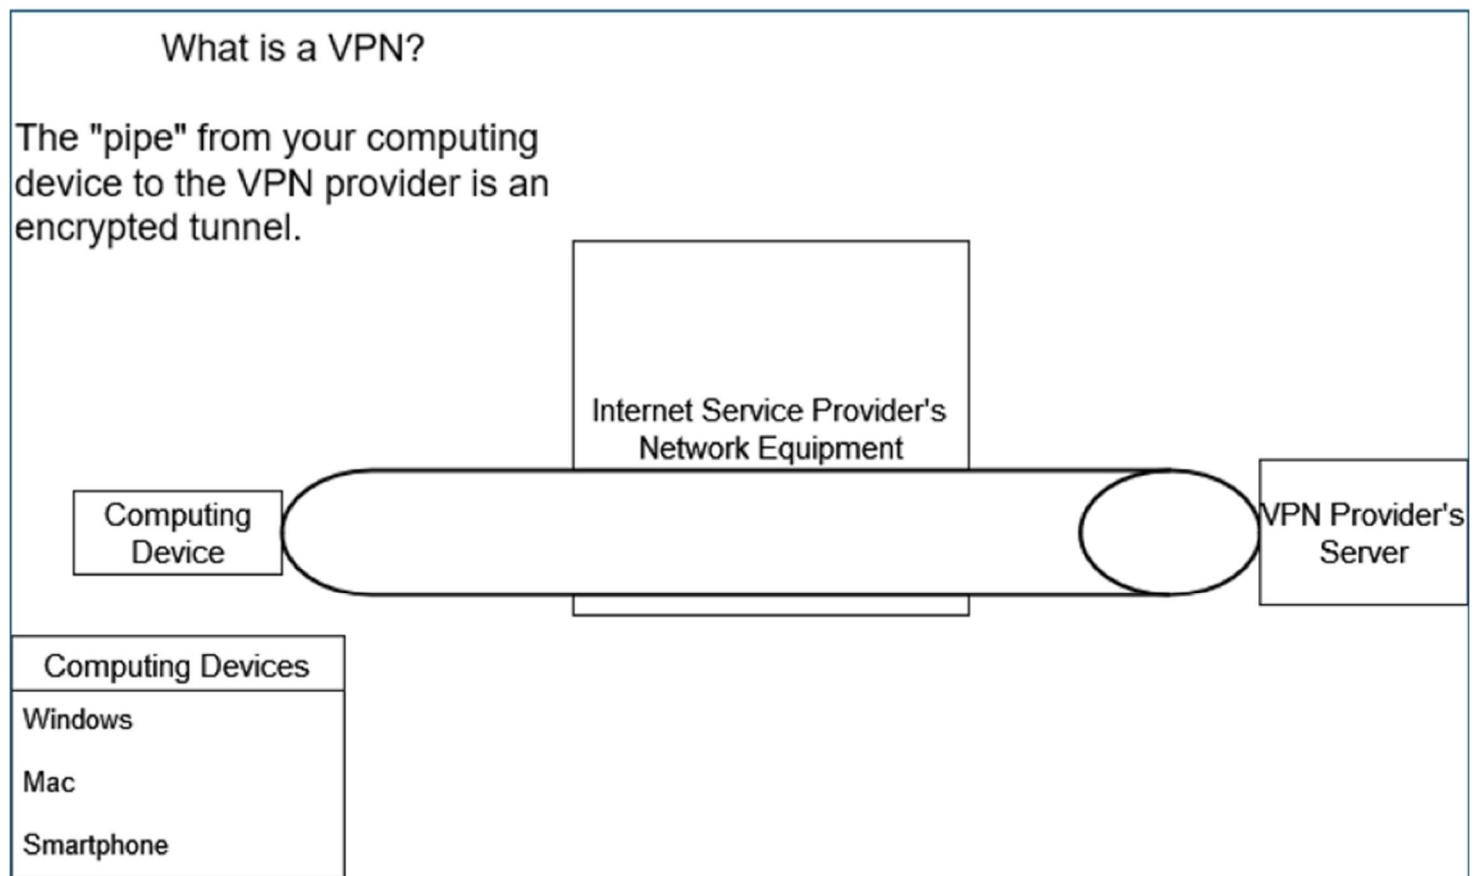 What is a VPN?
The "pipe" from your computing
device to the VPN provider is an
encrypted tunnel.
Internet Service Provider's
Network Equipment
Computing
Device
VPN Provider's
Server
Computing Devices
Windows
Mac
Smartphone